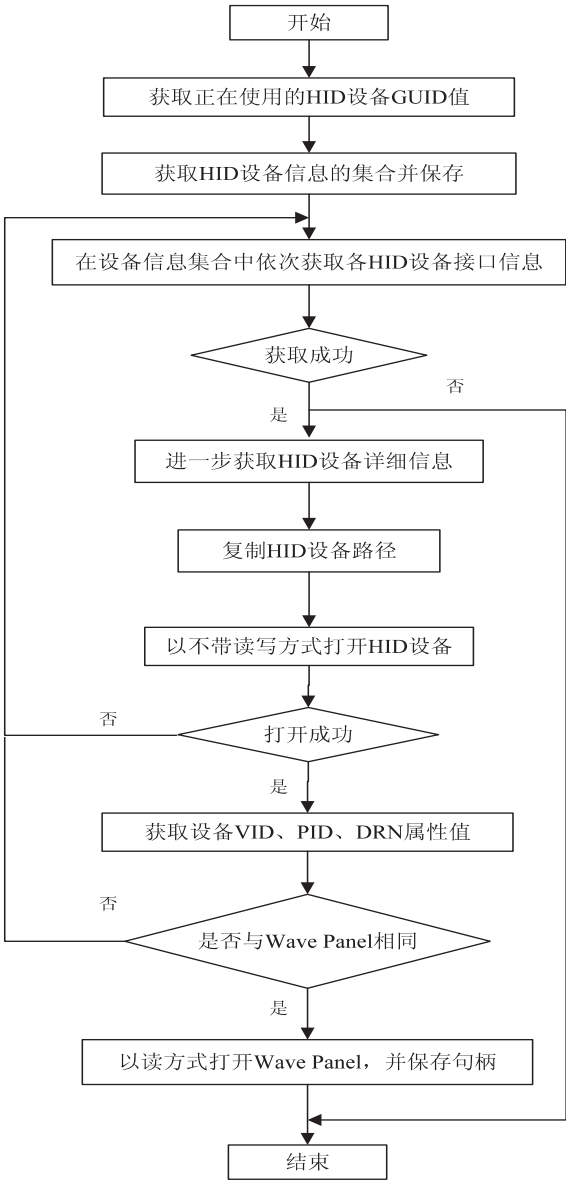 开始
获取正在使用的HID设备GUID值
获取HID设备信息的集合并保存
在设备信息集合中依次获取各HID设备接口信息
获取成功
否
是
进一步获取HID设备详细信息
复制HID设备路径
以不带读写方式打开HID设备
否
打开成功
是
获取设备VID、PID、DRN属性值
否
是否与Wave Panel相同
是
以读方式打开Wave Panel，并保存句柄
结束